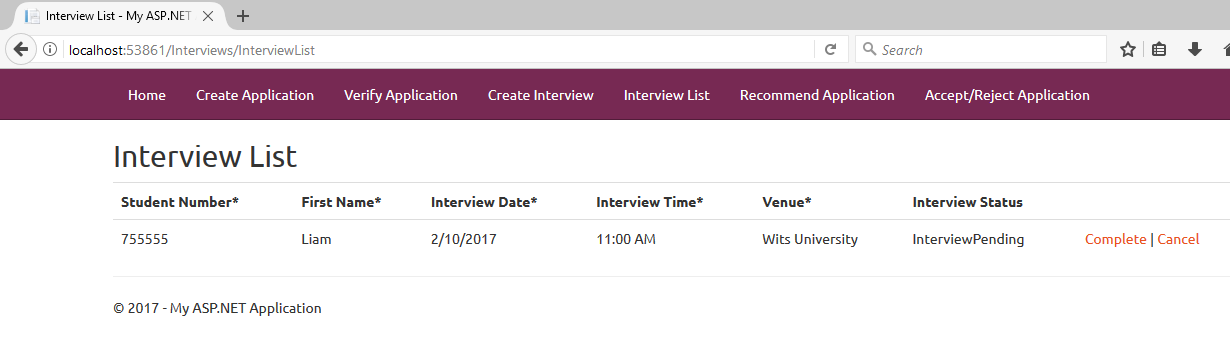 Interview List - My ASP.NET
localhost:53861/Interviews/InterviewList
Search
Home Create Application Verify Application Create Interview Interview List Recommend Application Accept/Reject Application
Interview List
Student Number* First Name* Interview Date* Interview Time* Venue* Interview Status
755555 Liam 2/10/2017 11:00 AM Wits University InterviewPending Complete | Cancel
© 2017 - My ASP.NET Application